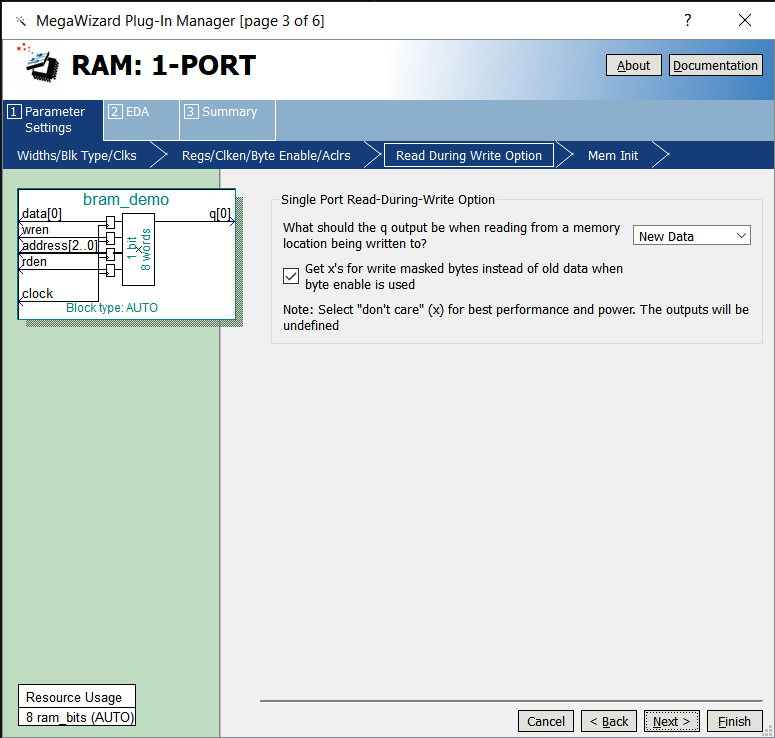 MegaWizard Plug-In Manager [page 3 of 6]
?
RAM: 1-PORT
About
Documentation
1 Parameter
Settings
2 EDA
3 Summary
Widths/Blk Type/Clks
Regs/Clken/Byte Enable/Aclrs
Read During Write Option
Mem Init
bram_demo
data[0]
q[0]
wren
address[2..0]
rden
clock
1 bit
8 words
Block type: AUTO
Single Port Read-During-Write Option
What should the q output be when reading from a memory
location being written to?
New Data
Get x's for write masked bytes instead of old data when
byte enable is used
Note: Select "don't care" (x) for best performance and power. The outputs will be
undefined
Resource Usage
8 ram_bits (AUTO)
Cancel
< Back
Next >
Finish